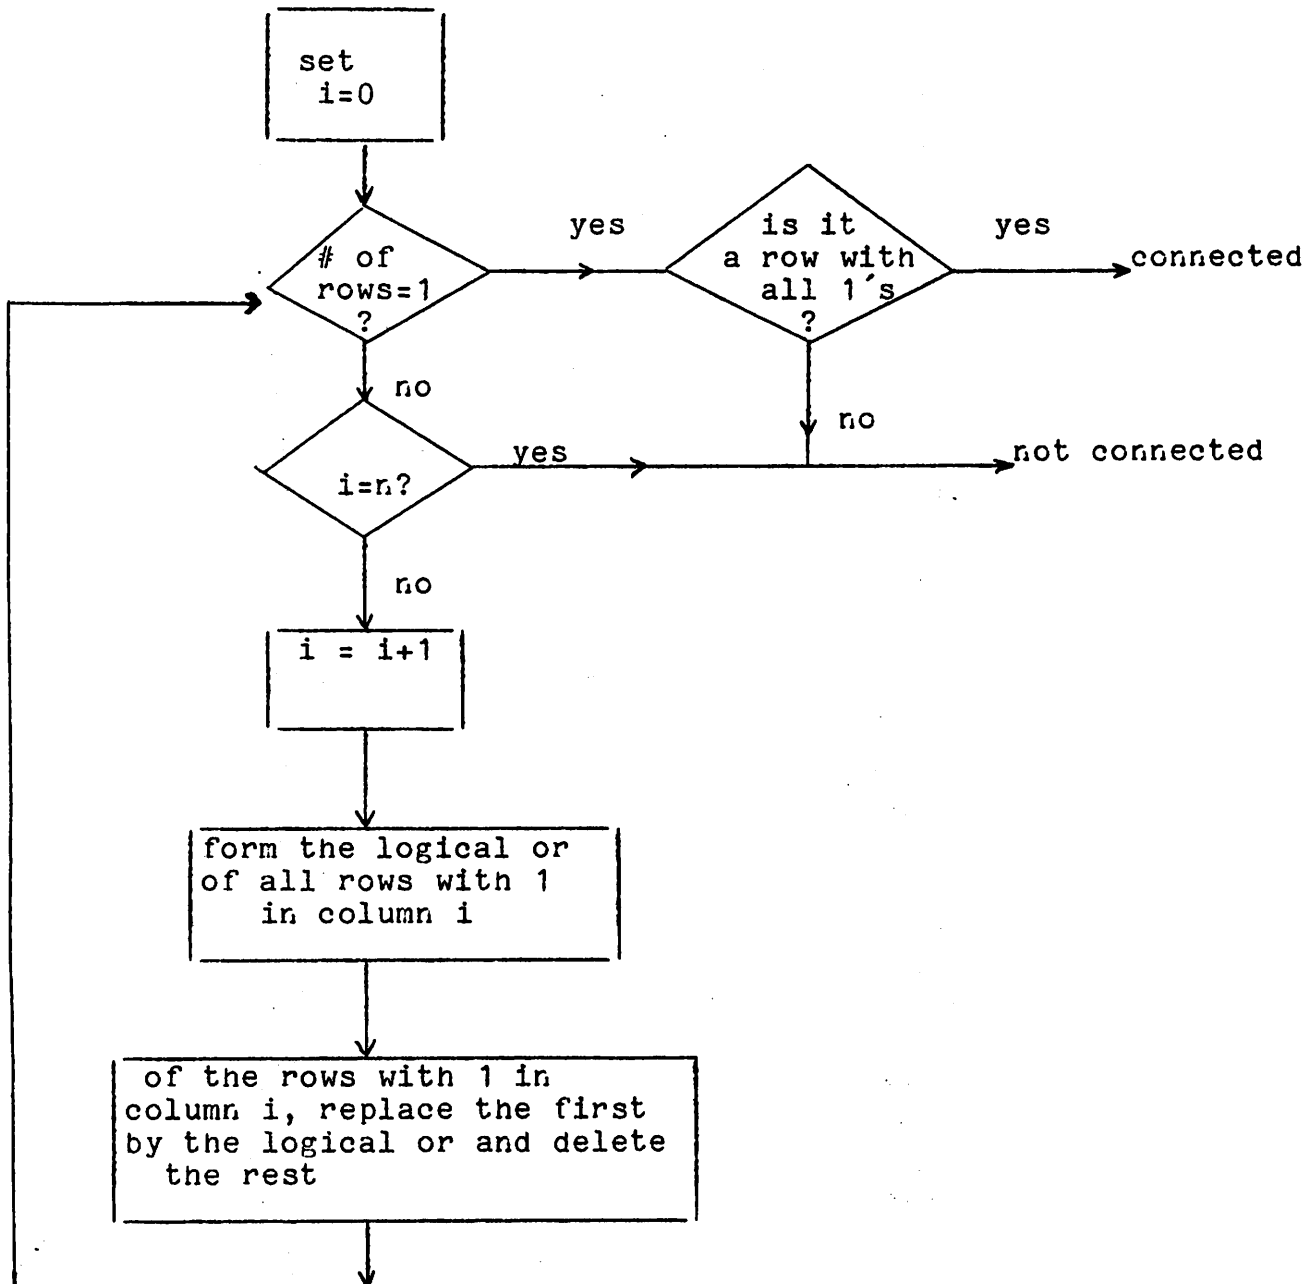 set
i=0
# of
rows=1
?
yes
is it
a row with
all 1's
?
yes
connected
no
no
i=n?
yes
not connected
no
i = i+1
form the logical or
of all rows with 1
in column i
of the rows with 1 in
column i, replace the first
by the logical or and delete
the rest